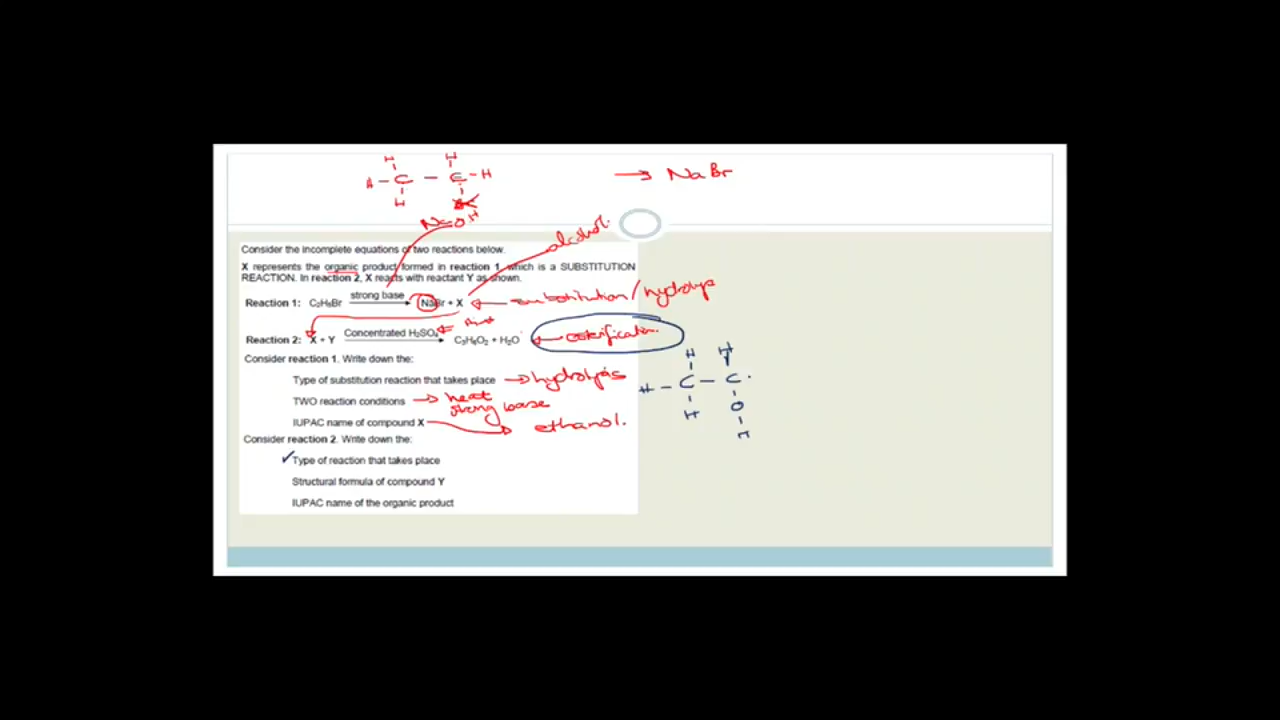 H H
H – C – C – H
H
NaOH
→ NaBr
Consider the incomplete equations of two reactions below.
alcohol.
X represents the organic product formed in reaction 1, which is a SUBSTITUTION
REACTION. In reaction 2, X reacts with reactant Y as shown.
strong base
Reaction 1: C₂H₅Br → NaBr + X ← substitution / hydrolys
Concentrated H₂SO₄
Reaction 2: X + Y → C₃H₆O₂ + H₂O ← esterification.
Consider reaction 1. Write down the:
Type of substitution reaction that takes place → hydrolysis
TWO reaction conditions → heat
strong base
IUPAC name of compound X → ethanol.
Consider reaction 2. Write down the:
✓ Type of reaction that takes place
Structural formula of compound Y
IUPAC name of the organic product
H H
H – C – C
H O
H